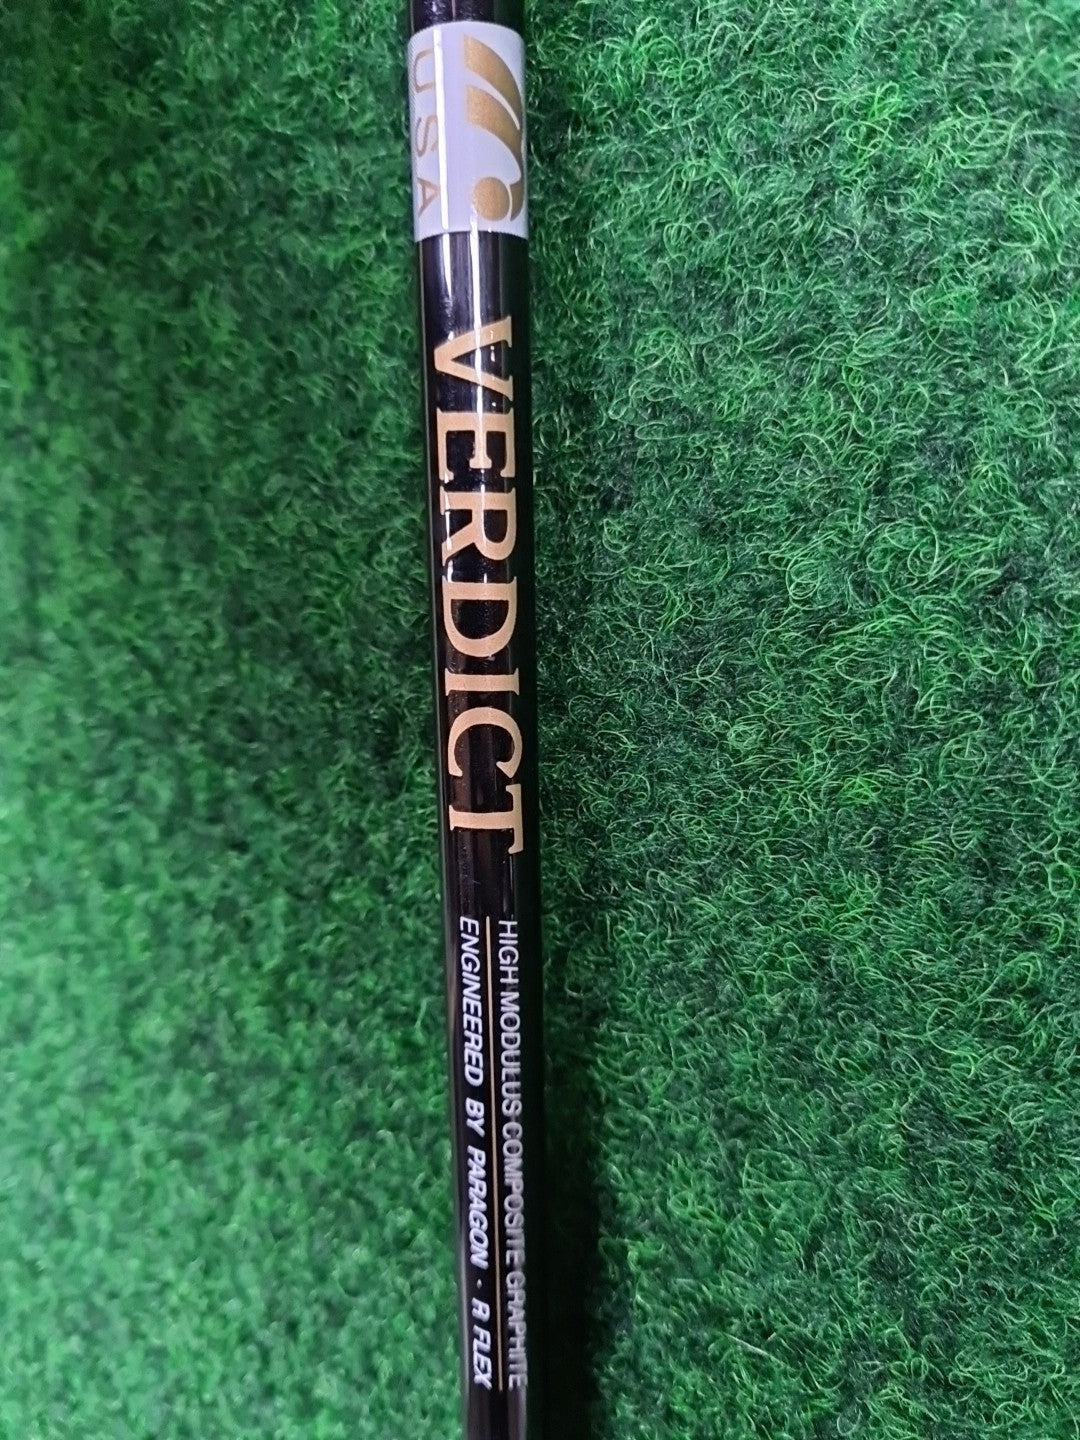 USA
VERDICT
HIGH MODULUS COMPOSITE GRAPHITE
ENGINEERED BY PARAGON · R FLEX